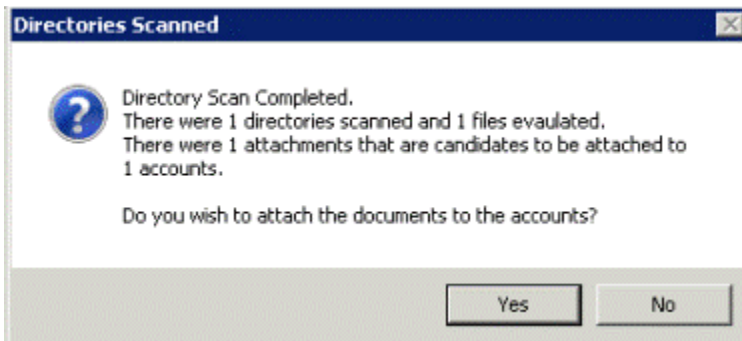 Directories Scanned
Directory Scan Completed.
There were 1 directories scanned and 1 files evaulated.
There were 1 attachments that are candidates to be attached to
1 accounts.
Do you wish to attach the documents to the accounts?
Yes
No